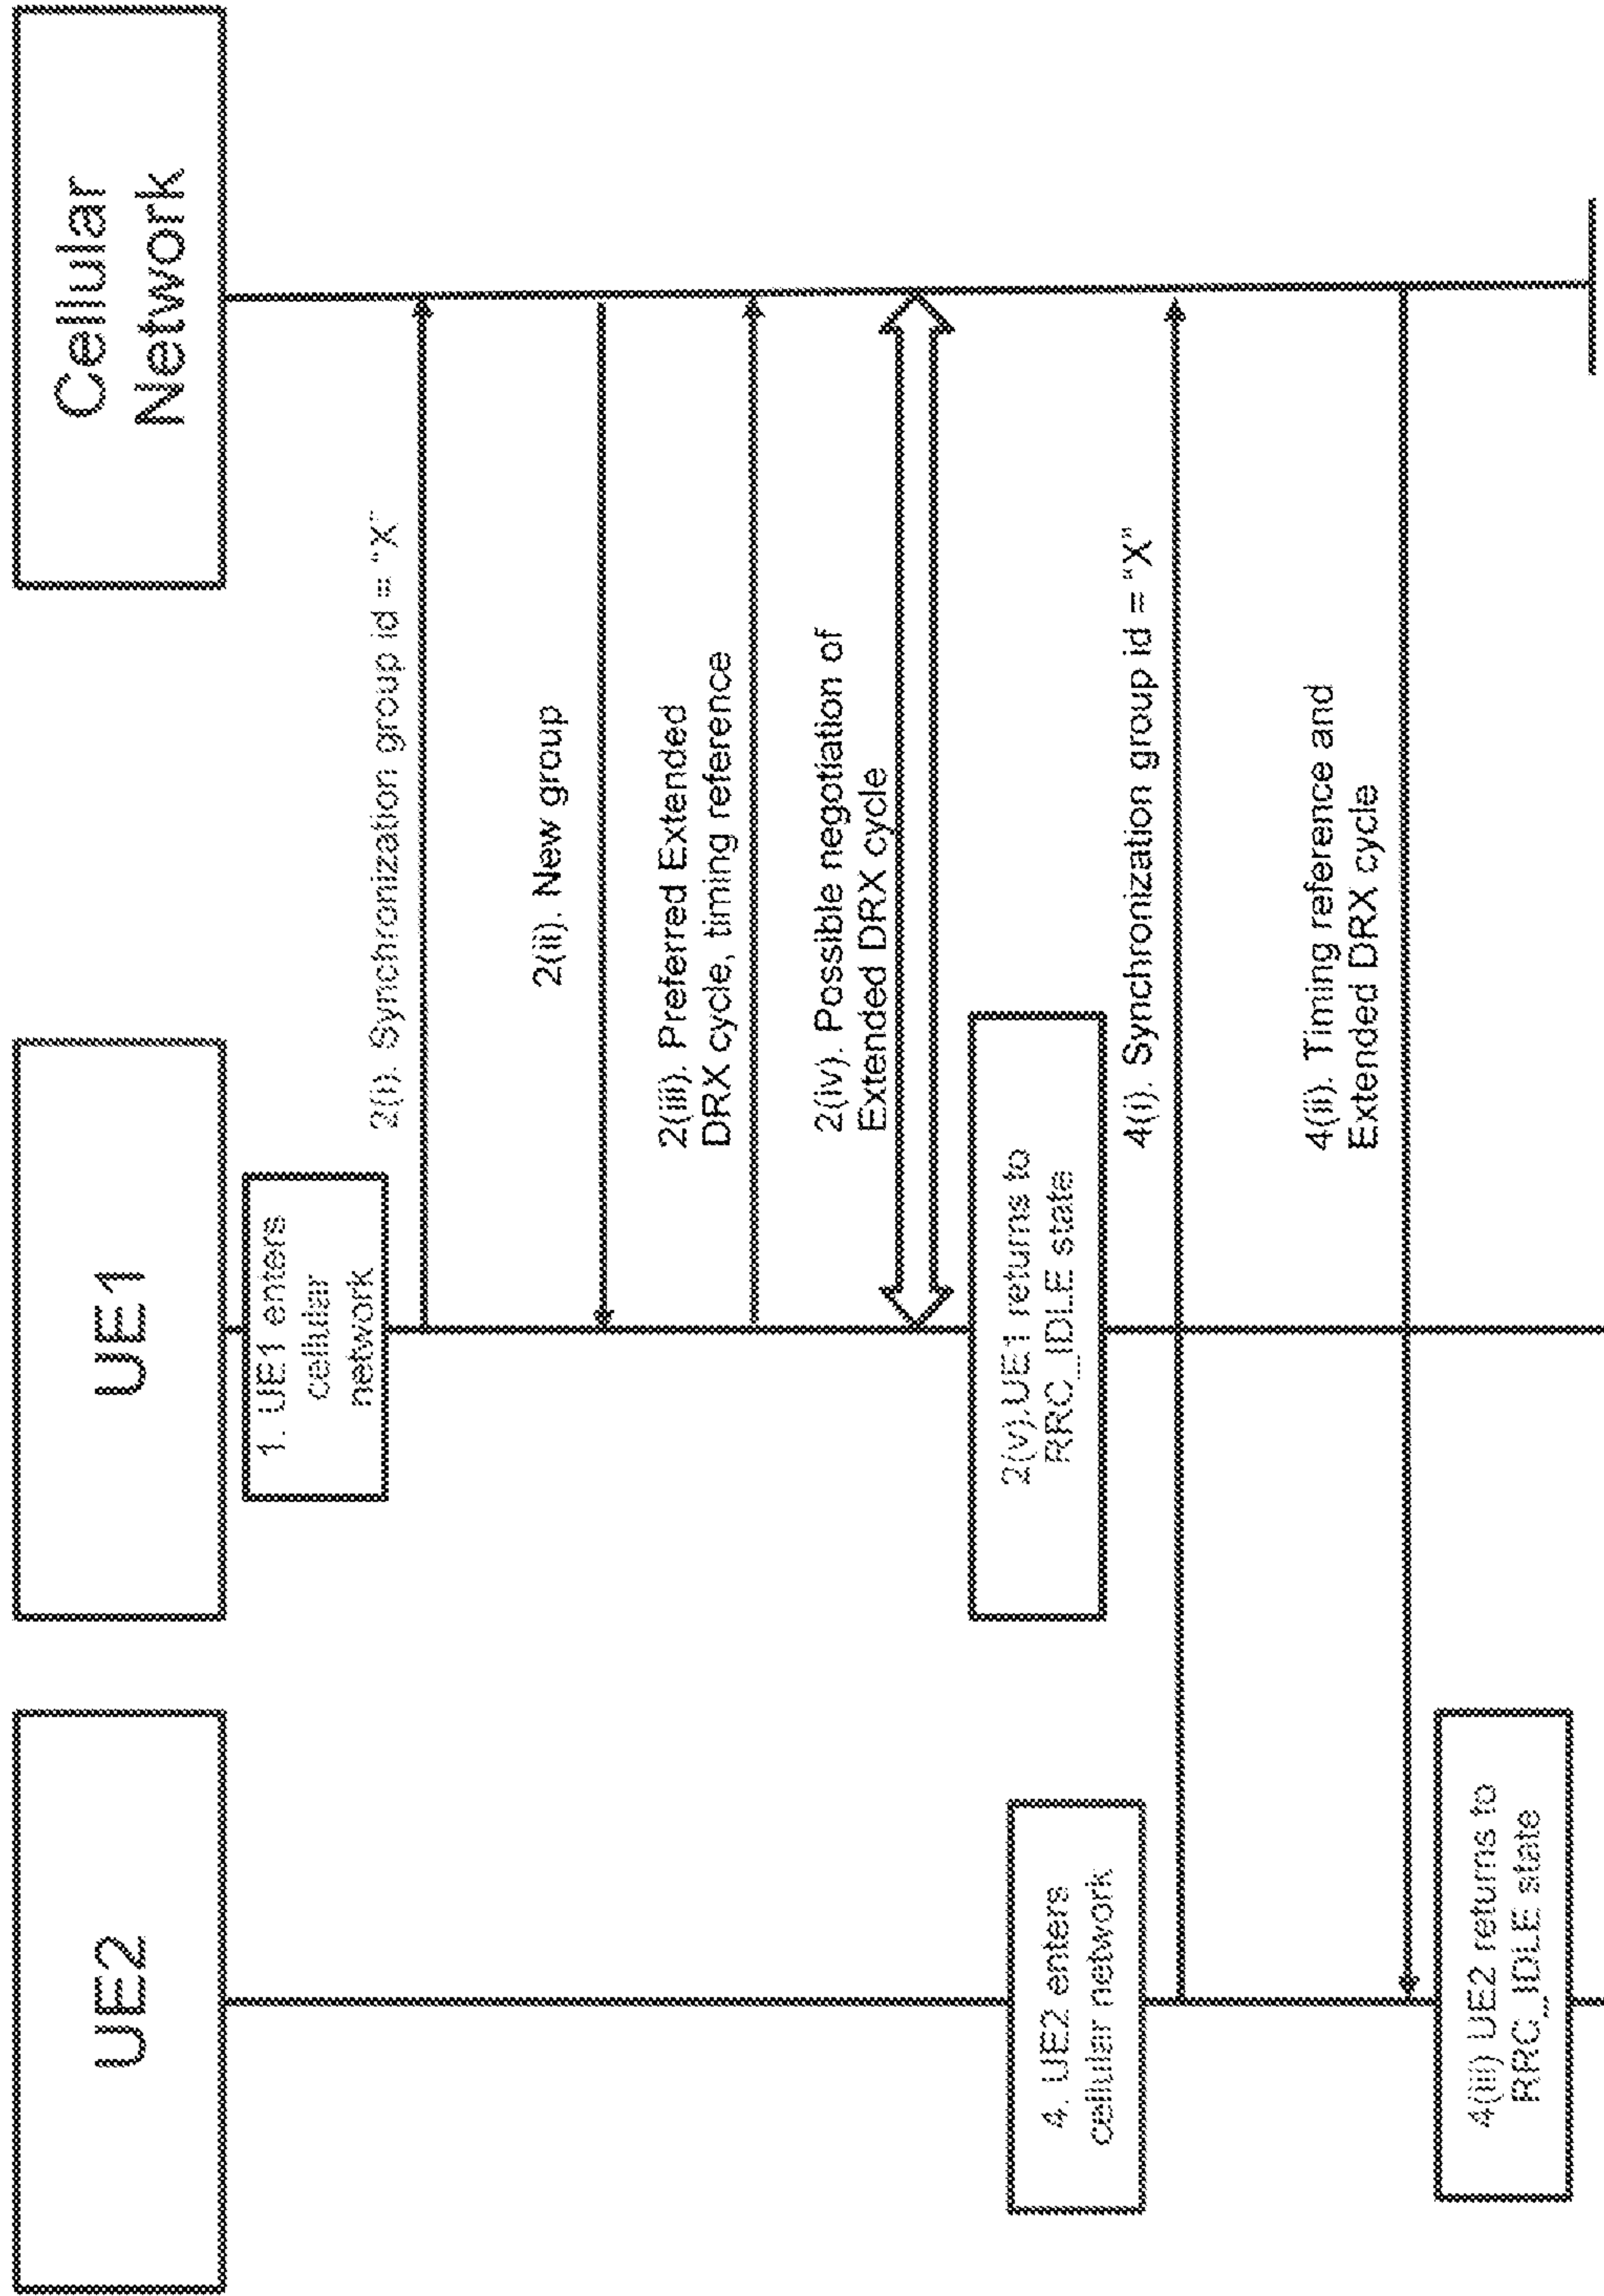 UE2
UE1
Cellular
Network
1. UE1 enters
cellular
network
2(i). Synchronization group id = "X"
2(ii). New group
2(iii). Preferred Extended
DRX cycle, timing reference
2(iv). Possible negotiation of
Extended DRX cycle
2(v).UE1 returns to
RRC_IDLE state
4. UE2 enters
cellular network
4(i). Synchronization group id = "X"
4(ii). Timing reference and
Extended DRX cycle
4(iii) UE2 returns to
RRC_IDLE state